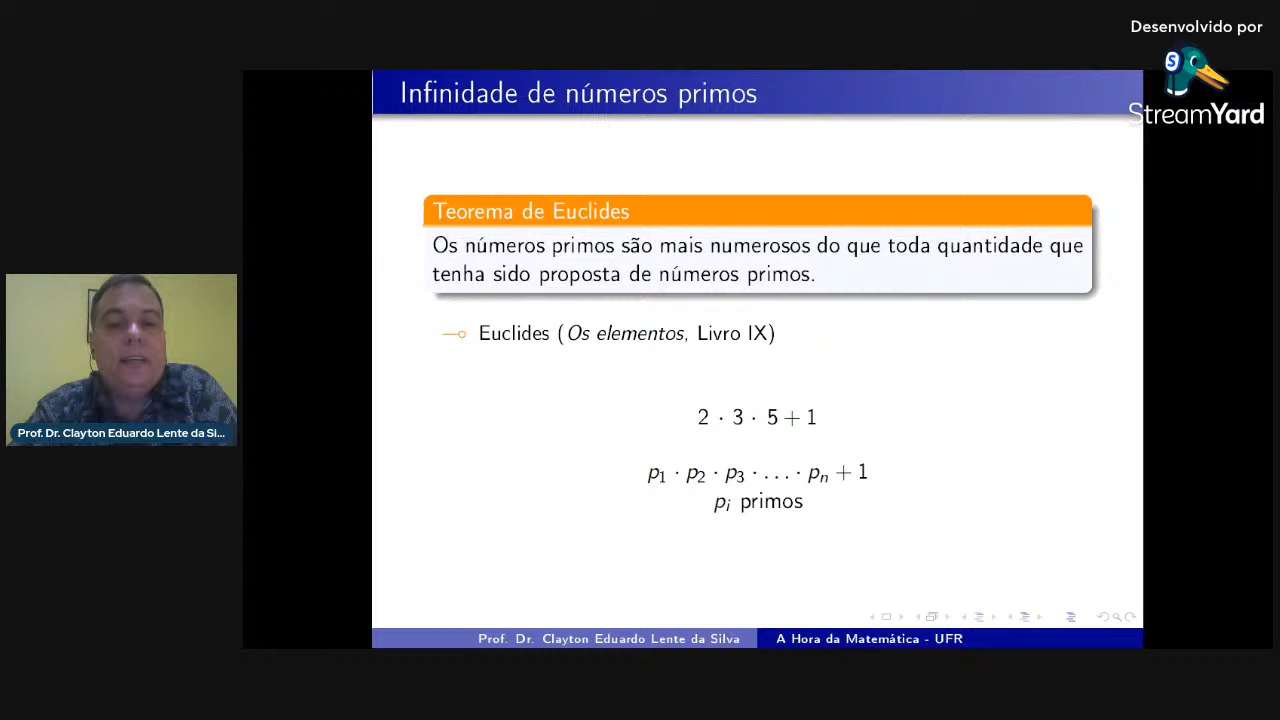 Desenvolvido por
StreamYard
Infinidade de números primos
Teorema de Euclides
Os números primos são mais numerosos do que toda quantidade que
tenha sido proposta de números primos.
Euclides (Os elementos, Livro IX)
2 · 3 · 5 + 1
p₁ · p₂ · p₃ · … · pₙ + 1
pᵢ primos
Prof. Dr. Clayton Eduardo Lente da Si...
Prof. Dr. Clayton Eduardo Lente da Silva
A Hora da Matemática - UFR